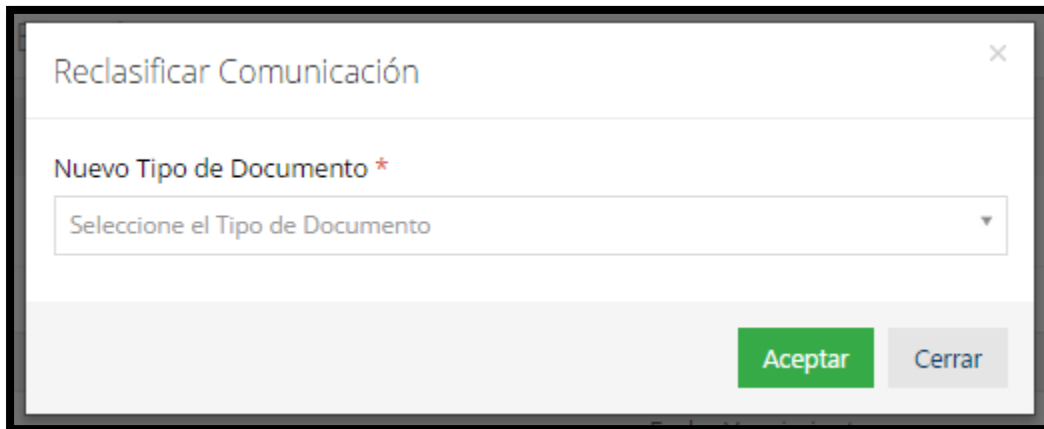 Reclasificar Comunicación
×
Nuevo Tipo de Documento *
Seleccione el Tipo de Documento
Aceptar Cerrar